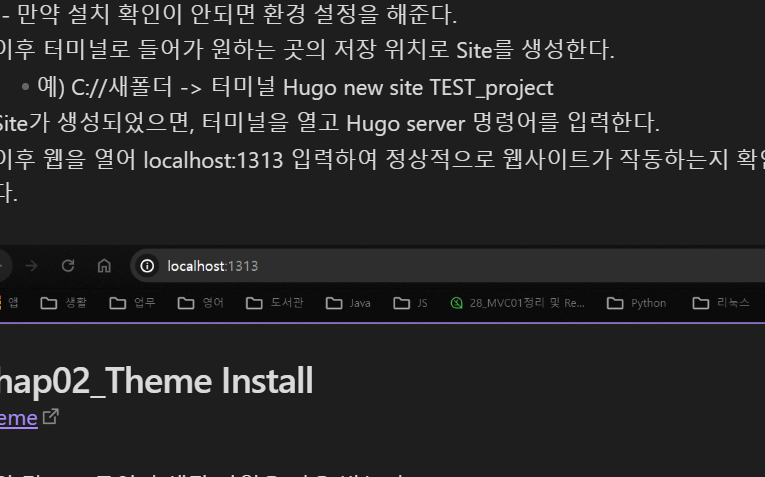 - 만약 설치 확인이 안되면 환경 설정을 해준다.
이후 터미널로 들어가 원하는 곳의 저장 위치로 Site를 생성한다.
예) C://새폴더 -> 터미널 Hugo new site TEST_project
Site가 생성되었으면, 터미널을 열고 Hugo server 명령어를 입력한다.
이후 웹을 열어 localhost:1313 입력하여 정상적으로 웹사이트가 작동하는지 확인
다.
localhost:1313
앱 생활 업무 영어 도서관 Java JS 28_MVC01정리 및 Re... Python 리눅스
hap02_Theme Install
eme